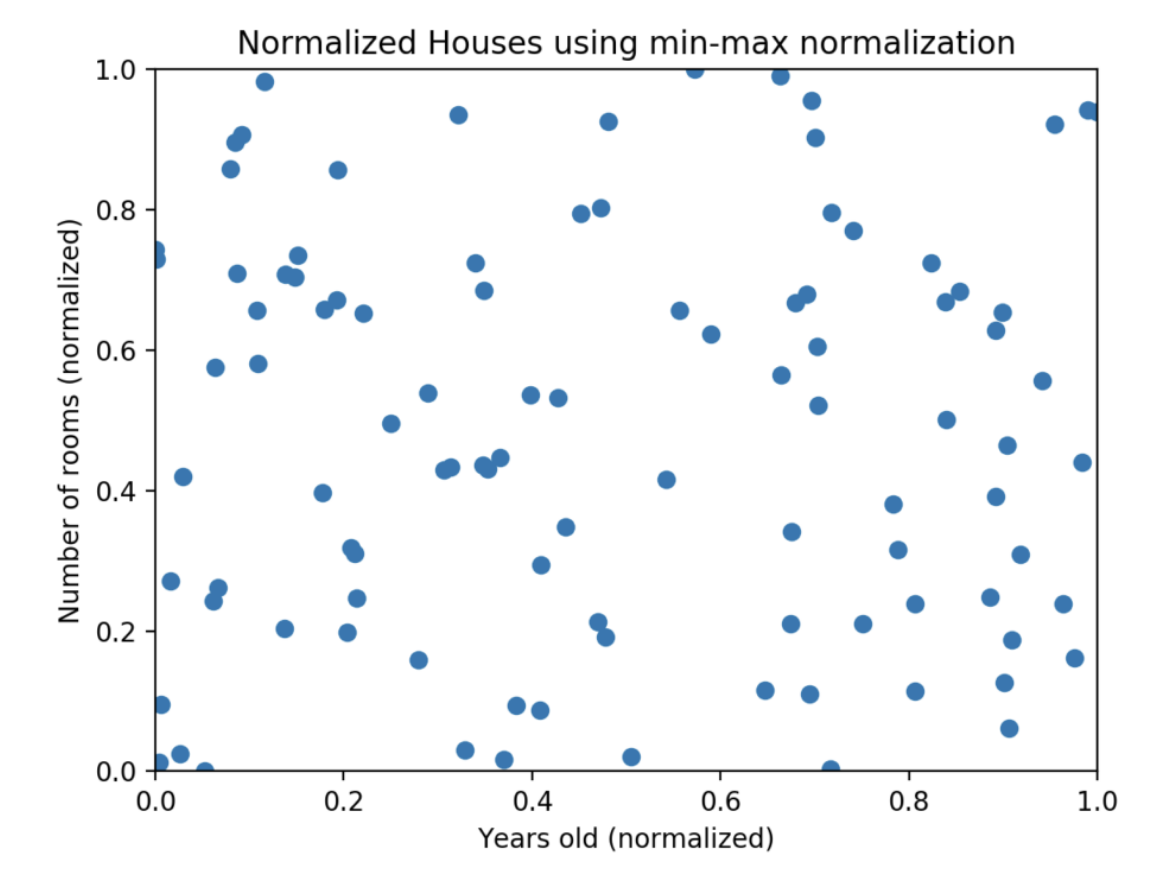 Normalized Houses using min-max normalization
1.0
0.8
0.6
0.4
0.2
0.0
Number of rooms (normalized)
0.0 0.2 0.4 0.6 0.8 1.0
Years old (normalized)